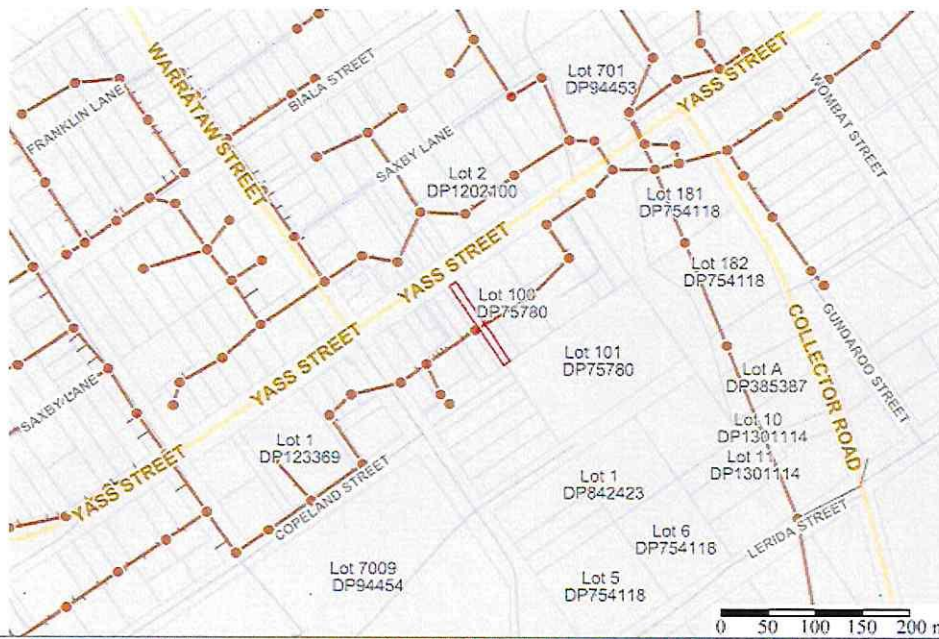 Lot 701
DP94453
YASS STREET
WOMBAT STREET
WARRATAW STREET
BIALA STREET
FRANKLIN LANE
SAXBY LANE
Lot 2
DP1202100
Lot 181
DP754118
YASS STREET
Lot 182
DP754118
Lot 100
DP75780
COLLECTOR ROAD
GUNDAROO STREET
YASS STREET
Lot 101
DP75780
Lot A
DP385387
SAXBY LANE
Lot 10
DP1301114
Lot 11
DP1301114
Lot 1
DP123369
YASS STREET
COPELAND STREET
Lot 1
DP842423
Lot 6
DP754118
LERIDA STREET
Lot 7009
DP94454
Lot 5
DP754118
0 50 100 150 200 m